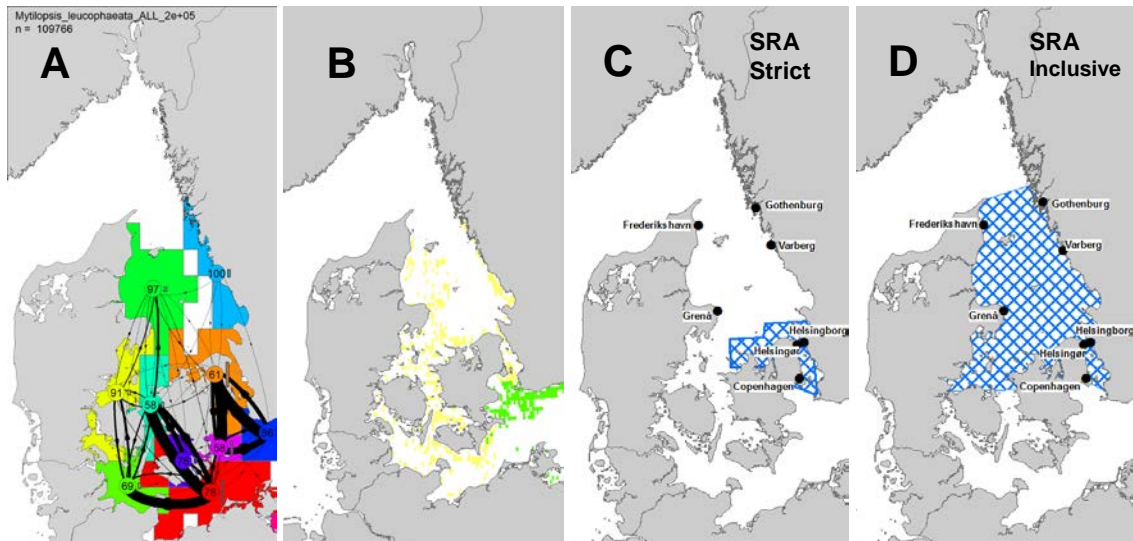 Mytilopsis_leucophaeata_ALL_2e+05
n = 109766
A
100
97
91
58
61
58
69
B
C
SRA
Strict
Gothenburg
Frederikshavn
Varberg
Grenå
Helsingborg
Helsingør
Copenhagen
D
SRA
Inclusive
Gothenburg
Frederikshavn
Varberg
Grenå
Helsingborg
Helsingør
Copenhagen